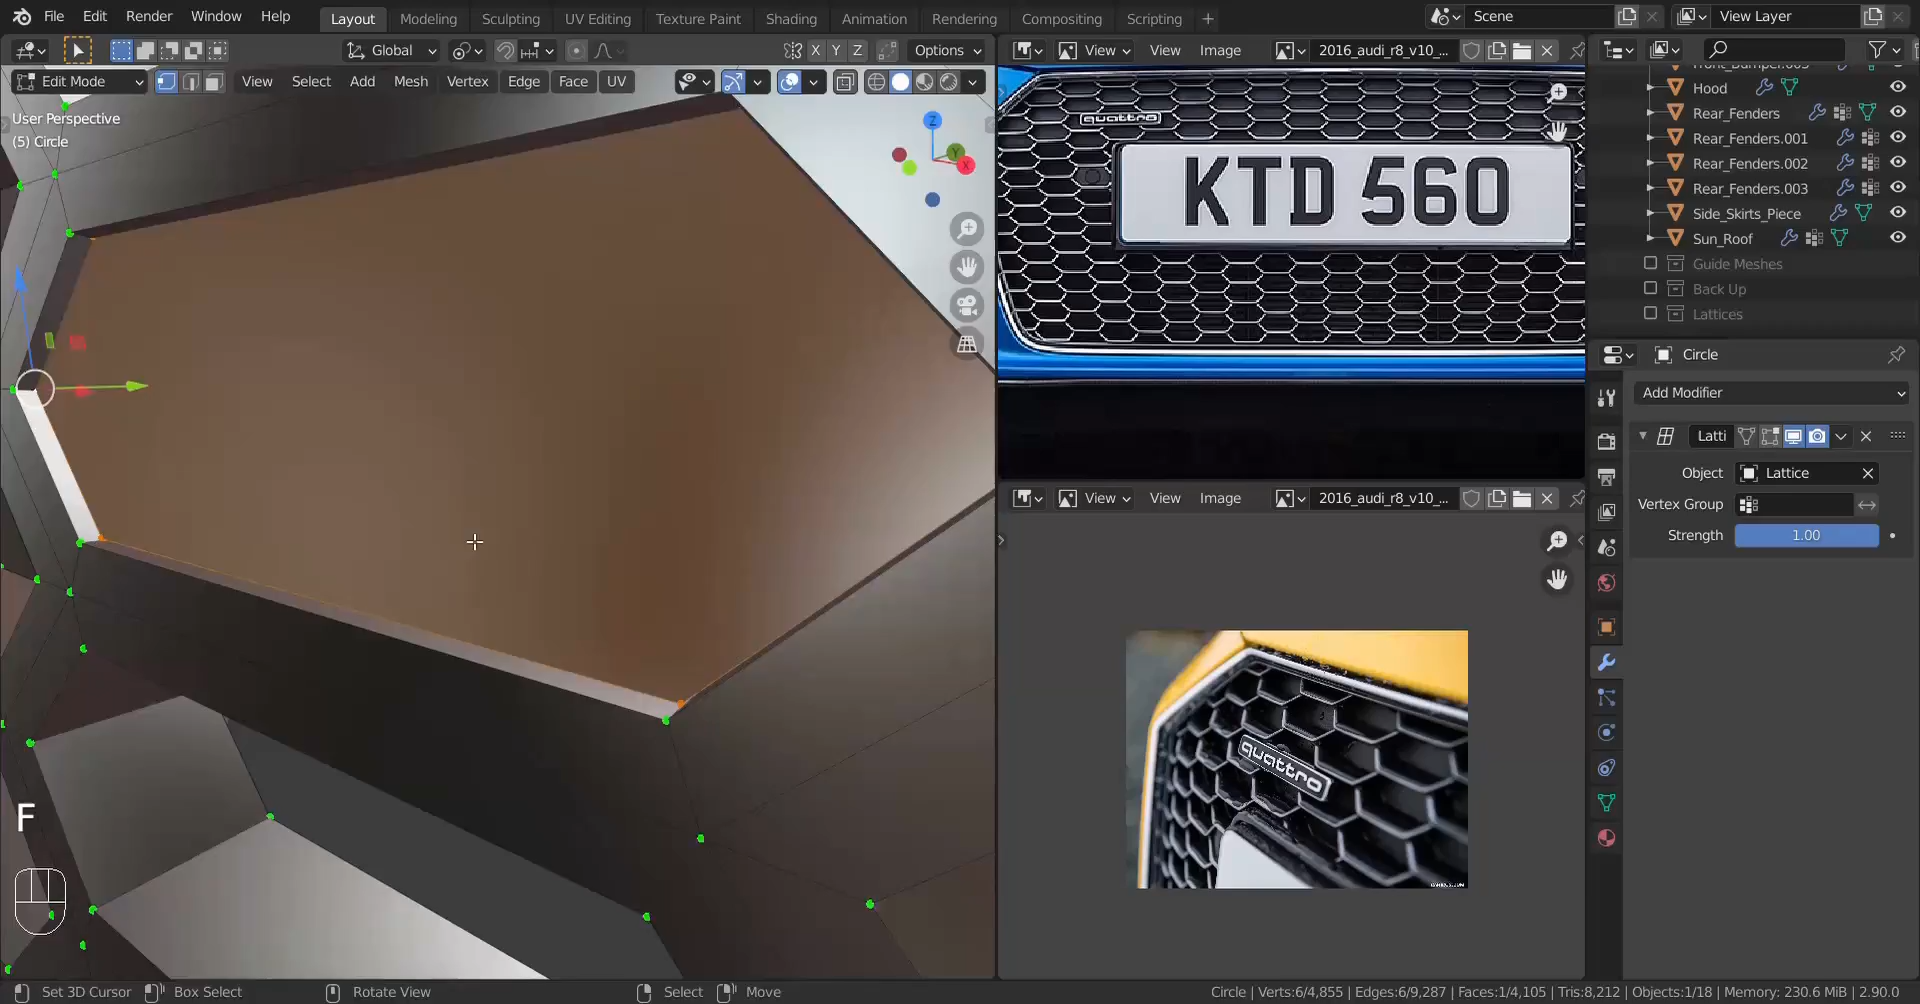 File Edit Render Window Help
Layout Modeling Sculpting UV Editing Texture Paint Shading Animation Rendering Compositing Scripting +
Scene
View Layer
Global
X Y Z
Options
Edit Mode
View Select Add Mesh Vertex Edge Face UV
User Perspective
(5) Circle
Z
Y
X
F
View View Image 2016_audi_r8_v10_...
quattro
KTD 560
View View Image 2016_audi_r8_v10_...
quattro
Hood
Rear_Fenders
Rear_Fenders.001
Rear_Fenders.002
Rear_Fenders.003
Side_Skirts_Piece
Sun_Roof
Guide Meshes
Back Up
Lattices
Circle
Add Modifier
Latti
Object Lattice
Vertex Group
Strength 1.00
Set 3D Cursor Box Select Rotate View Select Move
Circle | Verts:6/4,855 | Edges:6/9,287 | Faces:1/4,105 | Tris:8,212 | Objects:1/18 | Memory: 230.6 MiB | 2.90.0